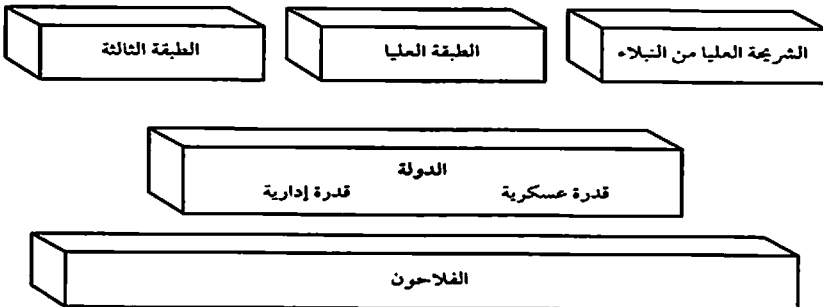 الشريحة العليا من النبلاء
الطبقة العليا
الطبقة الثالثة
الدولة
قدرة عسكرية
قدرة إدارية
الفلاحون